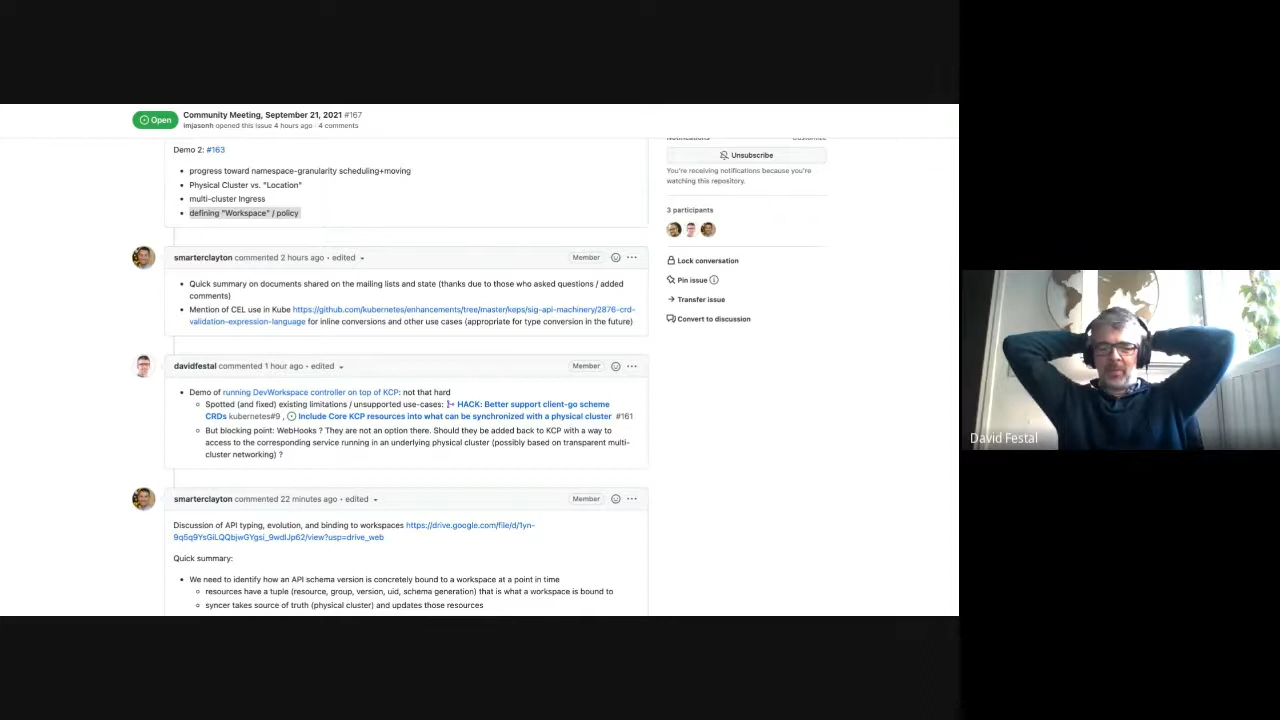 Open
Community Meeting, September 21, 2021 #167
imjasonh opened this issue 4 hours ago · 4 comments
Demo 2: #163
• progress toward namespace-granularity scheduling+moving
• Physical Cluster vs. "Location"
• multi-cluster Ingress
• defining "Workspace" / policy
smarterclayton commented 2 hours ago • edited
Member
• Quick summary on documents shared on the mailing lists and state (thanks due to those who asked questions / added
comments)
• Mention of CEL use in Kube https://github.com/kubernetes/enhancements/tree/master/keps/sig-api-machinery/2876-crd-
validation-expression-language for inline conversions and other use cases (appropriate for type conversion in the future)
davidfestal commented 1 hour ago • edited
Member
• Demo of running DevWorkspace controller on top of KCP: not that hard
Spotted (and fixed) existing limitations / unsupported use-cases: HACK: Better support client-go scheme
CRDs kubernetes#9 , Include Core KCP resources into what can be synchronized with a physical cluster #161
But blocking point: WebHooks ? They are not an option there. Should they be added back to KCP with a way to
access to the corresponding service running in an underlying physical cluster (possibly based on transparent multi-
cluster networking) ?
smarterclayton commented 22 minutes ago • edited
Member
Discussion of API typing, evolution, and binding to workspaces https://drive.google.com/file/d/1yn-
9q5q9YsGiLQQbjwGYgsi_9wdIJp62/view?usp=drive_web
Quick summary:
• We need to identify how an API schema version is concretely bound to a workspace at a point in time
resources have a tuple (resource, group, version, uid, schema generation) that is what a workspace is bound to
syncer takes source of truth (physical cluster) and updates those resources
Notifications
Customize
Unsubscribe
You're receiving notifications because you're
watching this repository.
3 participants
Lock conversation
Pin issue
Transfer issue
Convert to discussion
David Festal